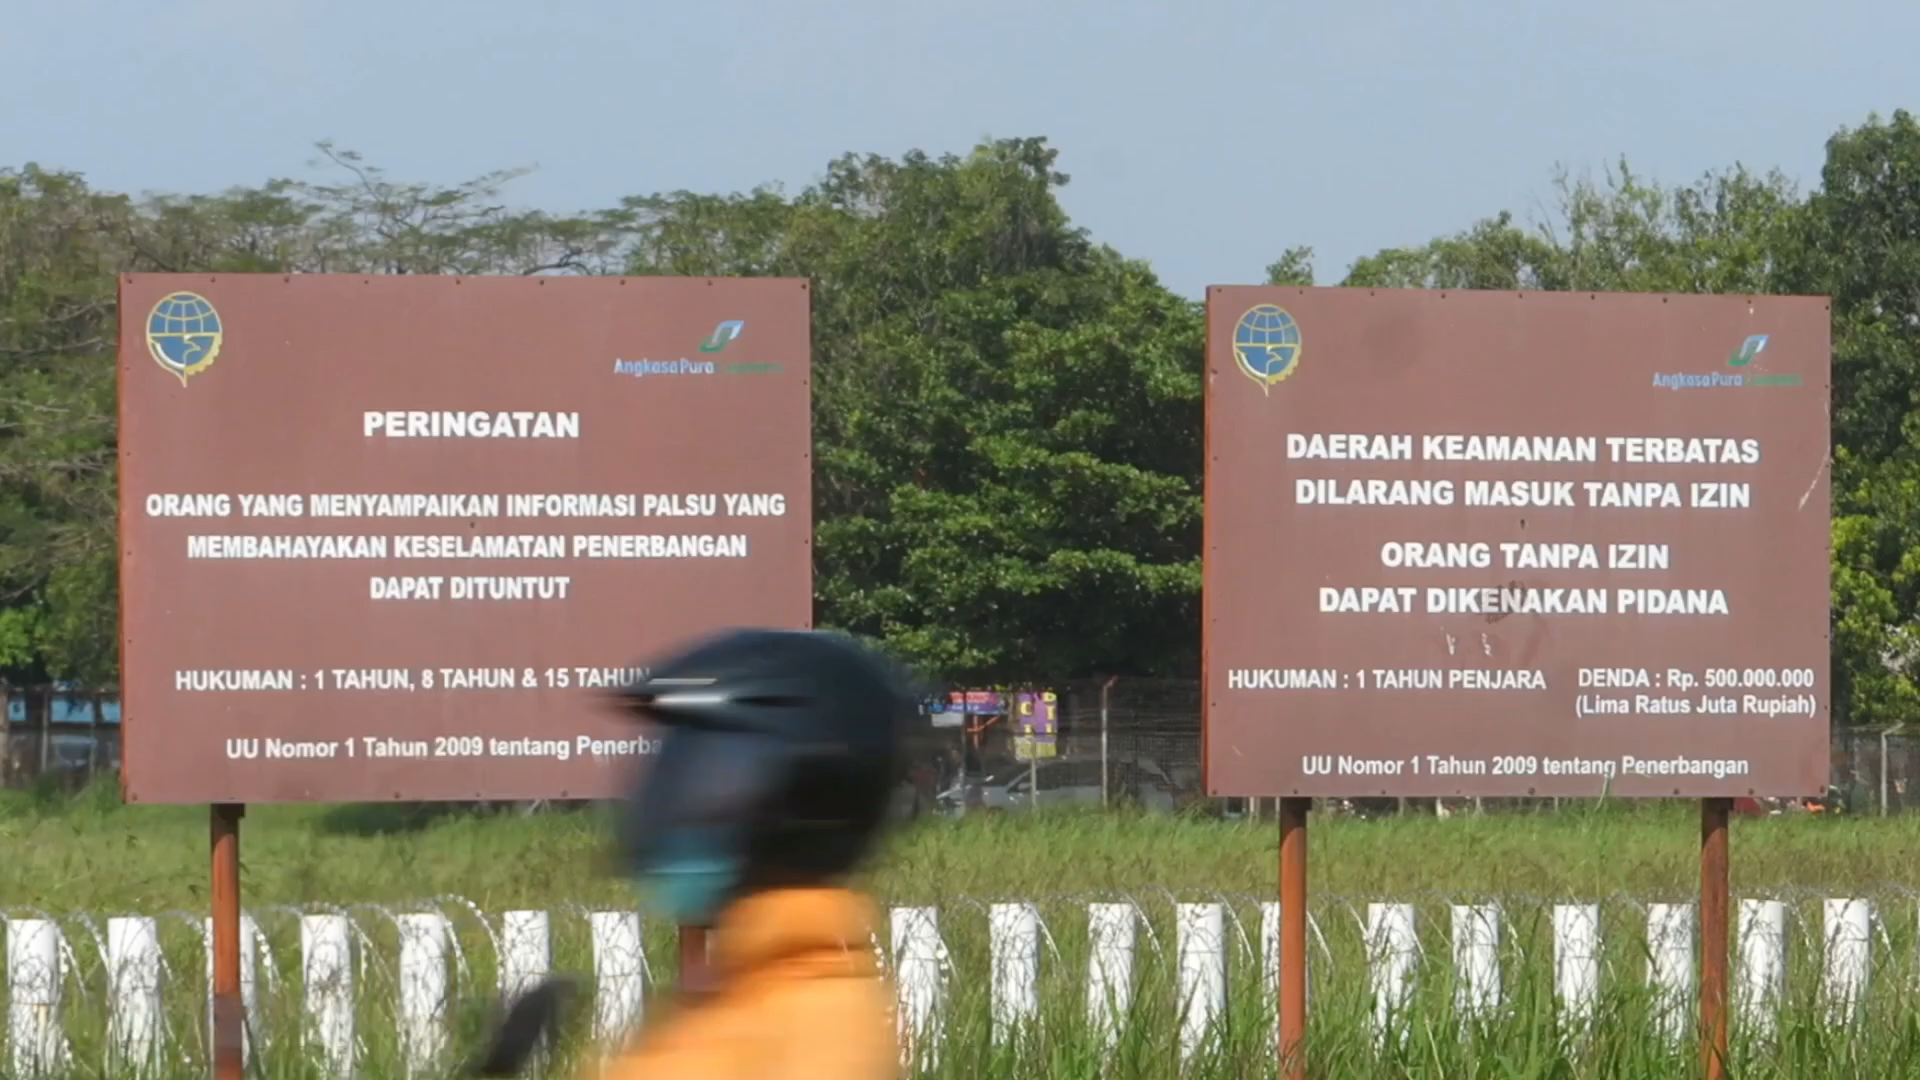 AngkasaPura
PERINGATAN
ORANG YANG MENYAMPAIKAN INFORMASI PALSU YANG
MEMBAHAYAKAN KESELAMATAN PENERBANGAN
DAPAT DITUNTUT
HUKUMAN : 1 TAHUN, 8 TAHUN & 15 TAHUN
UU Nomor 1 Tahun 2009 tentang Penerba
AngkasaPura
DAERAH KEAMANAN TERBATAS
DILARANG MASUK TANPA IZIN
ORANG TANPA IZIN
DAPAT DIKENAKAN PIDANA
HUKUMAN : 1 TAHUN PENJARA DENDA : Rp. 500.000.000
(Lima Ratus Juta Rupiah)
UU Nomor 1 Tahun 2009 tentang Penerbangan